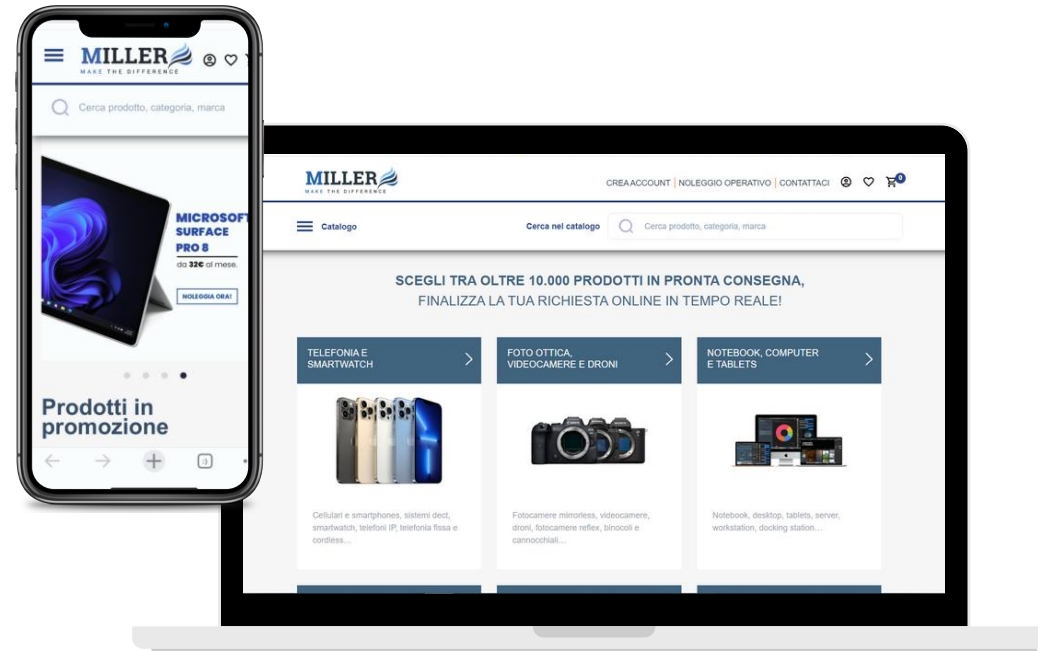 MILLER
MAKE THE DIFFERENCE
Cerca prodotto, categoria, marca
MICROSOFT
SURFACE
PRO 8
da 32€ al mese.
NOLEGGIA ORA!
Prodotti in
promozione
:)
MILLER
MAKE THE DIFFERENCE
CREA ACCOUNT | NOLEGGIO OPERATIVO | CONTATTACI
0
Catalogo
Cerca nel catalogo
Cerca prodotto, categoria, marca
SCEGLI TRA OLTRE 10.000 PRODOTTI IN PRONTA CONSEGNA,
FINALIZZA LA TUA RICHIESTA ONLINE IN TEMPO REALE!
TELEFONIA E
SMARTWATCH
Cellulari e smartphones, sistemi dect,
smartwatch, telefoni IP, telefonia fissa e
cordless…
FOTO OTTICA,
VIDEOCAMERE E DRONI
Fotocamere mirrorless, videocamere,
droni, fotocamere reflex, binocoli e
cannocchiali…
NOTEBOOK, COMPUTER
E TABLETS
Notebook, desktop, tablets, server,
workstation, docking station…